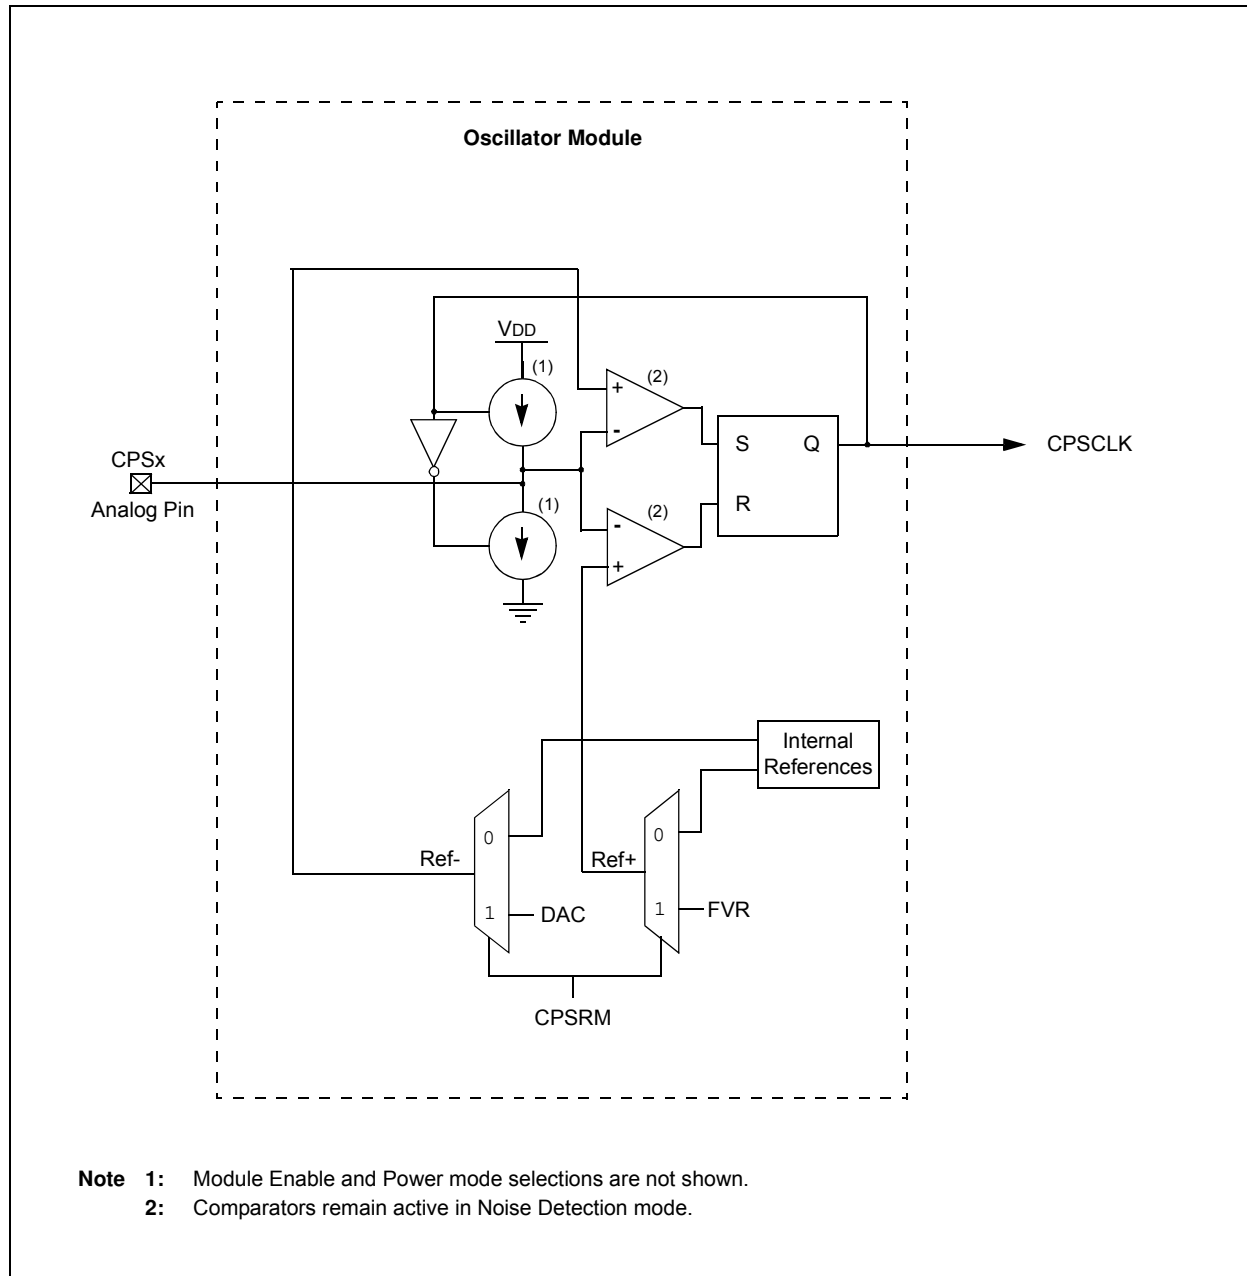 Oscillator Module
VDD
(1)
(2)
+
-
S Q
CPSx
CPSCLK
Analog Pin
(1)
(2)
R
-
+
Internal
References
0
0
Ref-
Ref+
1
DAC
1
FVR
CPSRM
Note 1: Module Enable and Power mode selections are not shown.
2: Comparators remain active in Noise Detection mode.